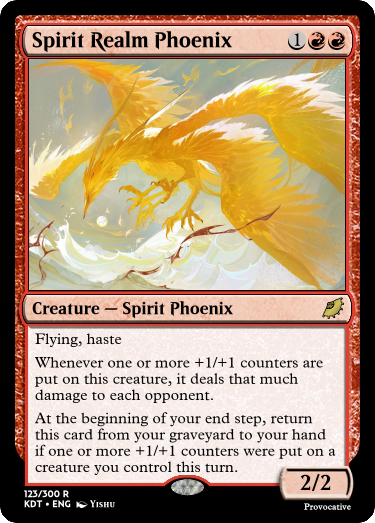 Spirit Realm Phoenix 1
Creature — Spirit Phoenix
Flying, haste
Whenever one or more +1/+1 counters are
put on this creature, it deals that much
damage to each opponent.
At the beginning of your end step, return
this card from your graveyard to your hand
if one or more +1/+1 counters were put on a
creature you control this turn.
2/2
123/300 R
KDT • ENG Yishu
Provocative